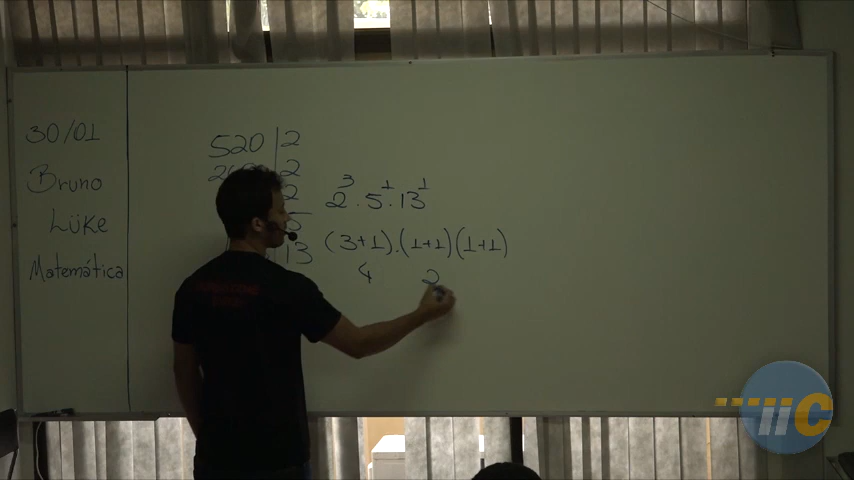 30/01
Bruno
Lüke
Matemática
520 2
2
2
5
13
2³ . 5¹ . 13¹
(3+1).(1+1)(1+1)
4 2
iiC